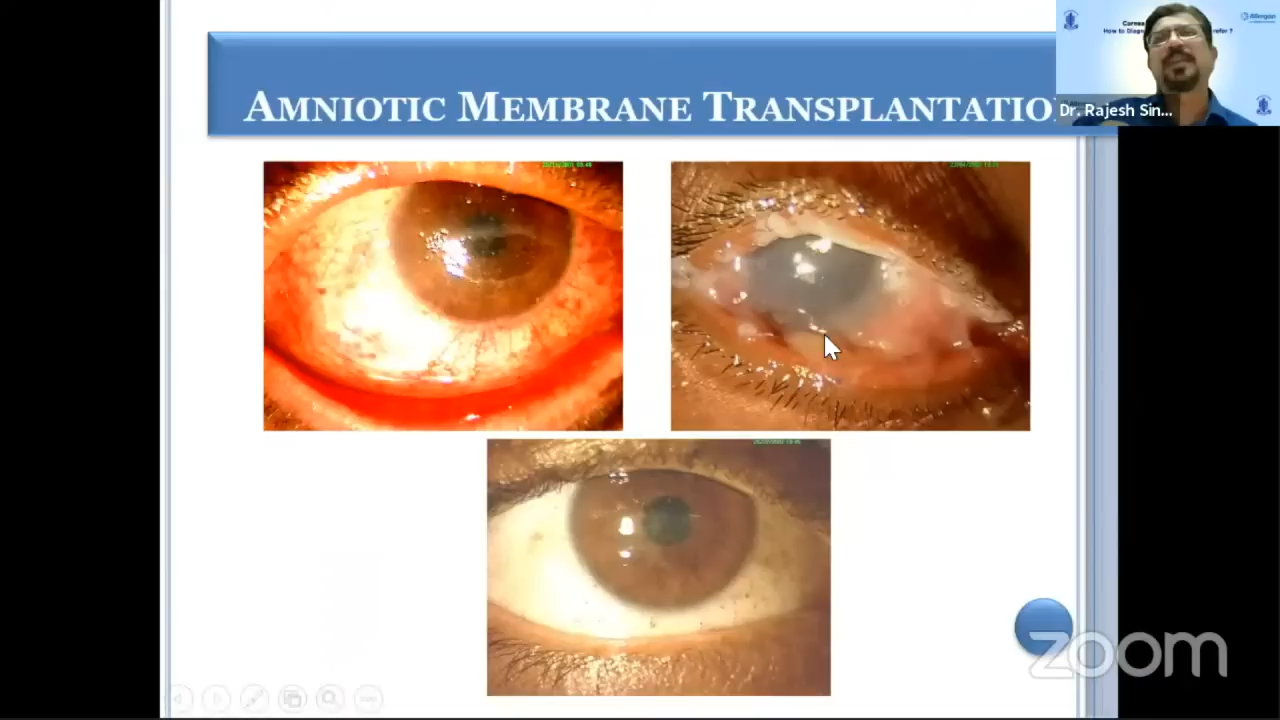 AMNIOTIC MEMBRANE TRANSPLANTATIO
Allergan
Cornea
How to Diagn
refer ?
Dr. Rajesh Sin...
zoom